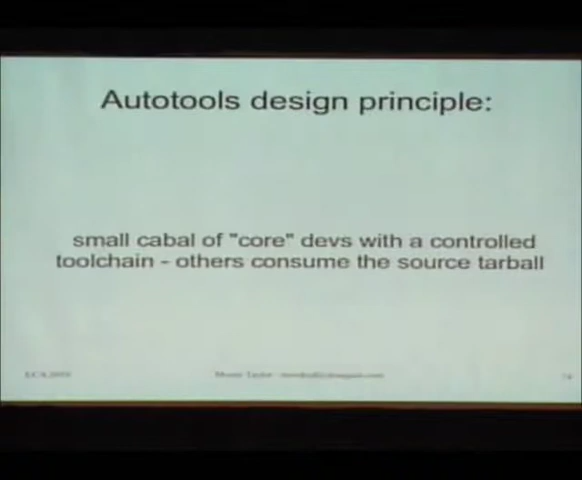 Autotools design principle:
small cabal of "core" devs with a controlled
toolchain - others consume the source tarball